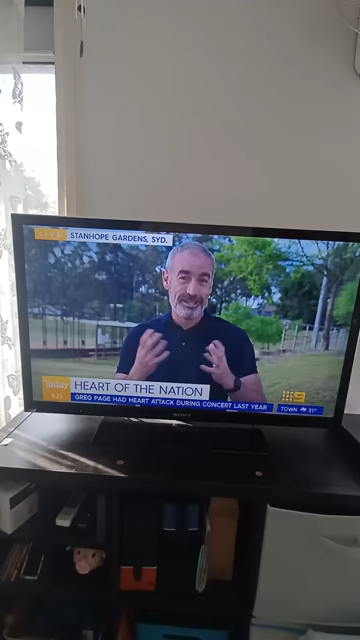 LIVE STANHOPE GARDENS, SYD.
Today HEART OF THE NATION
6:25 GREG PAGE HAD HEART ATTACK DURING CONCERT LAST YEAR TOWN 31°
SONY